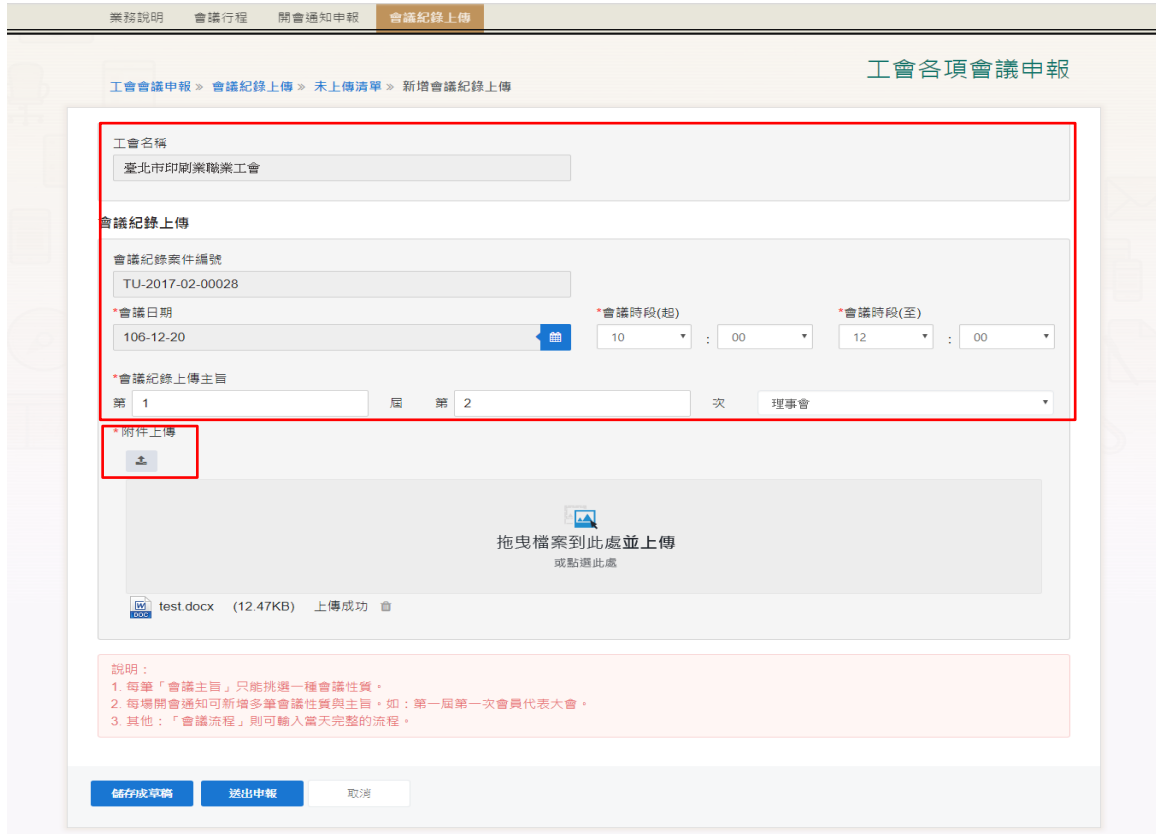 業務說明 會議行程 開會通知申報 會議紀錄上傳
工會各項會議申報
工會會議申報» 會議紀錄上傳» 未上傳清單» 新增會議紀錄上傳
工會名稱
臺北市印刷業職業工會
會議紀錄上傳
會議紀錄案件編號
TU-2017-02-00028
*會議日期 *會議時段(起) *會議時段(至)
106-12-20 10 : 00 12 : 00
*會議紀錄上傳主旨
第 1 屆 第 2 次 理事會
*附件上傳
拖曳檔案到此處並上傳
或點選此處
DOC test.docx (12.47KB) 上傳成功
說明：
1. 每筆「會議主旨」只能挑選一種會議性質。
2. 每場開會通知可新增多筆會議性質與主旨。如：第一屆第一次會員代表大會。
3. 其他：「會議流程」則可輸入當天完整的流程。
儲存成草稿 送出申報 取消